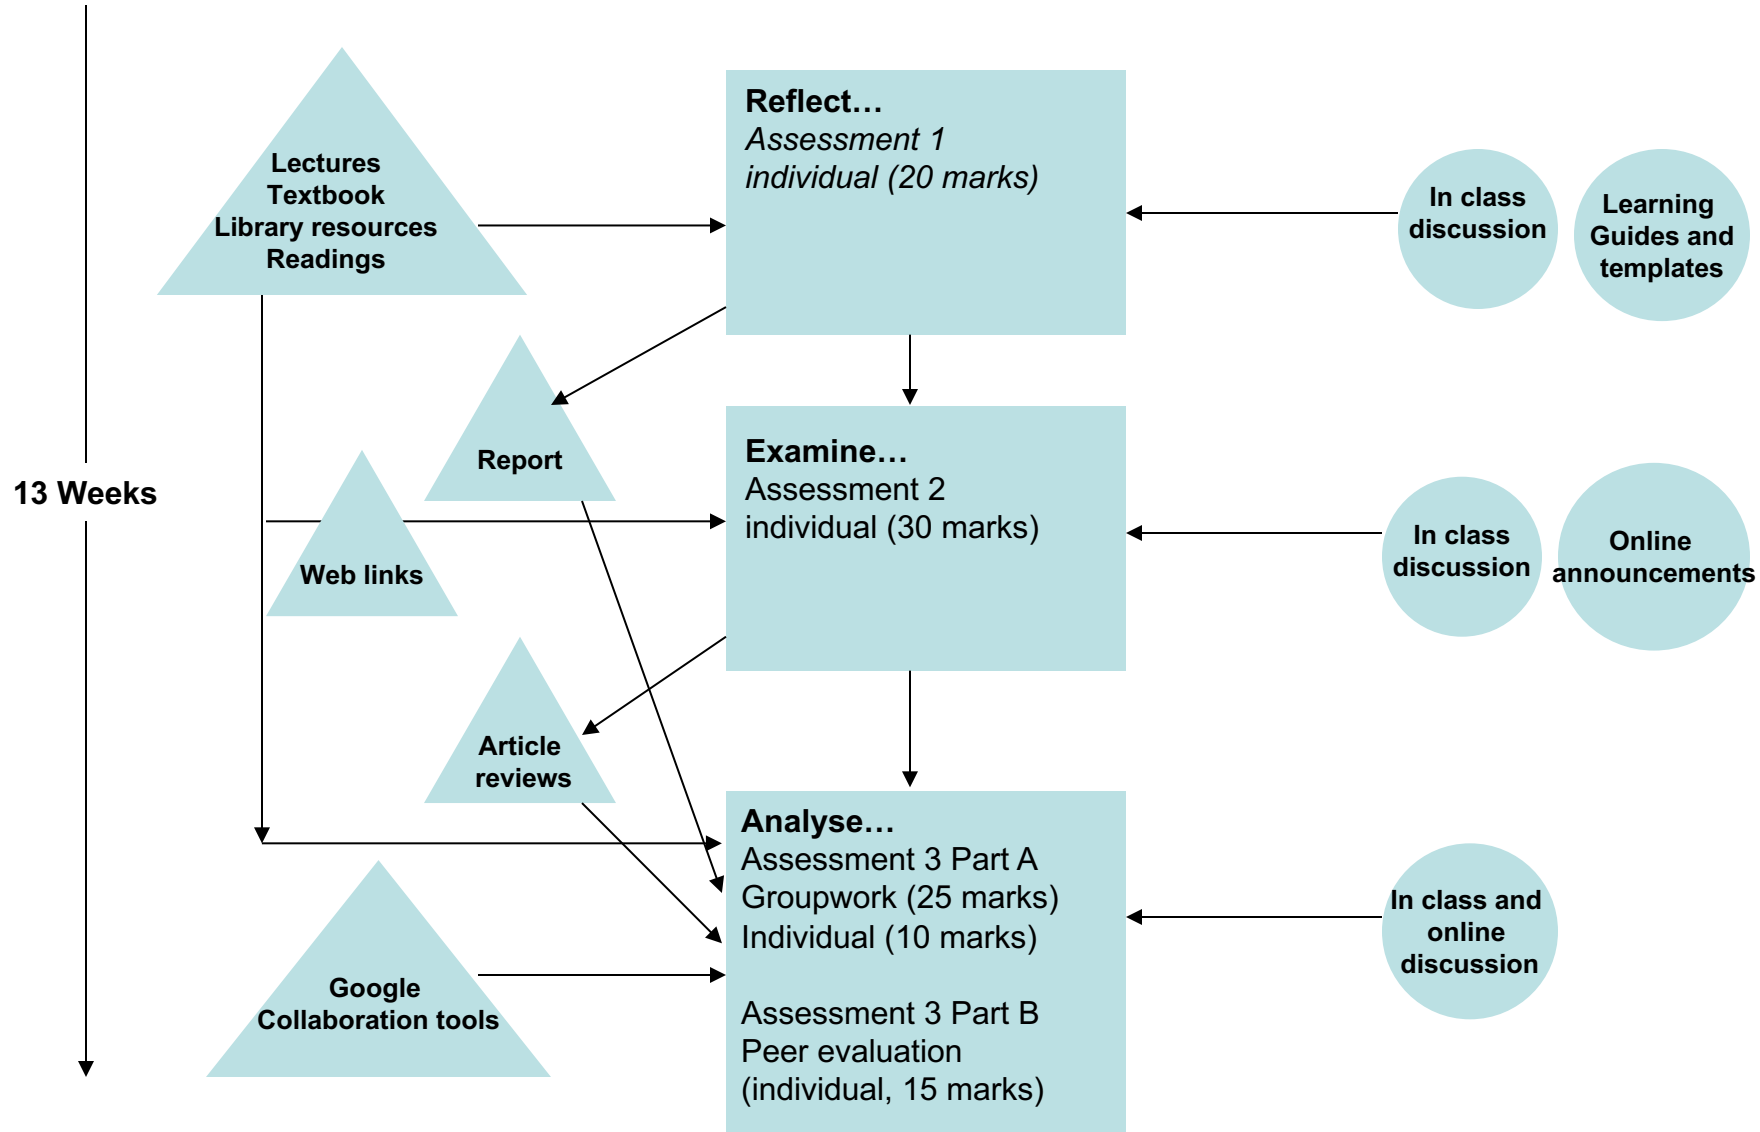 13 Weeks
Lectures
Textbook
Library resources
Readings
Reflect…
Assessment 1
individual (20 marks)
In class
discussion
Learning
Guides and
templates
Report
Web links
Examine…
Assessment 2
individual (30 marks)
In class
discussion
Online
announcements
Article
reviews
Google
Collaboration tools
Analyse…
Assessment 3 Part A
Groupwork (25 marks)
Individual (10 marks)
Assessment 3 Part B
Peer evaluation
(individual, 15 marks)
In class and
online
discussion